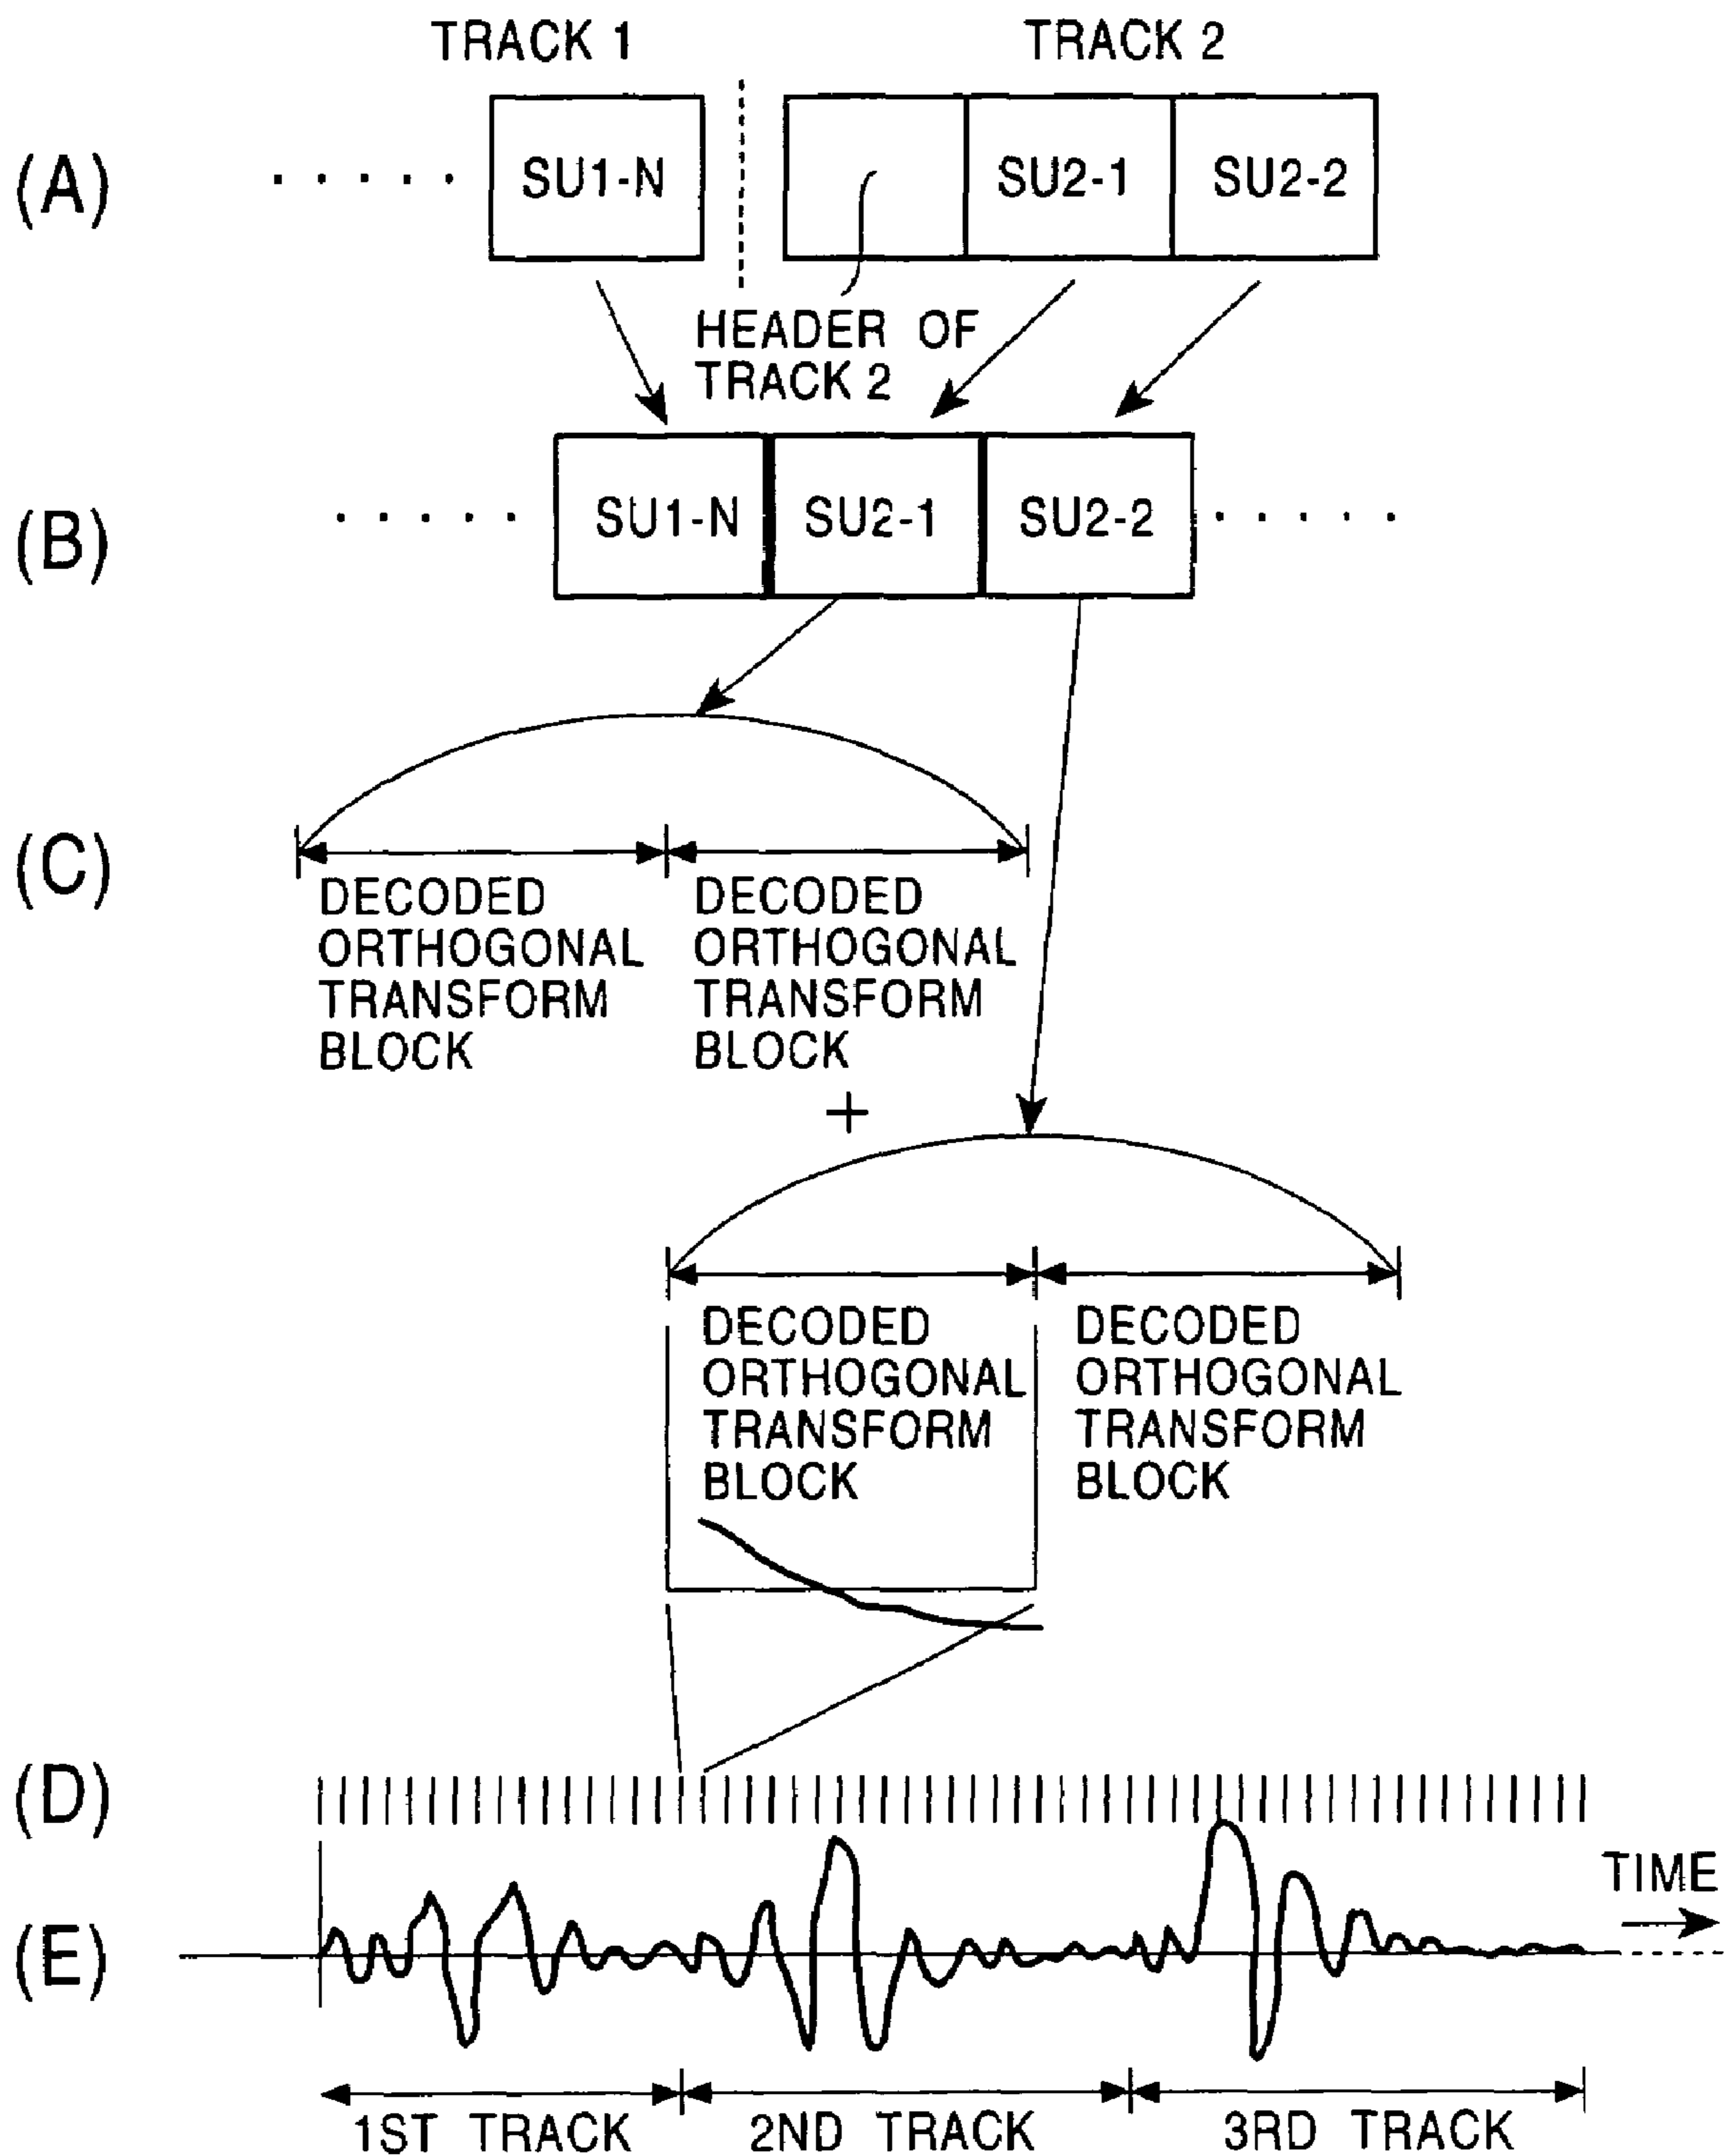 TRACK 1
TRACK 2
(A)
SU1-N
SU2-1
SU2-2
HEADER OF
TRACK 2
(B)
SU1-N
SU2-1
SU2-2
(C)
DECODED
ORTHOGONAL
TRANSFORM
BLOCK
DECODED
ORTHOGONAL
TRANSFORM
BLOCK
+
DECODED
ORTHOGONAL
TRANSFORM
BLOCK
DECODED
ORTHOGONAL
TRANSFORM
BLOCK
(D)
TIME
(E)
1ST TRACK
2ND TRACK
3RD TRACK